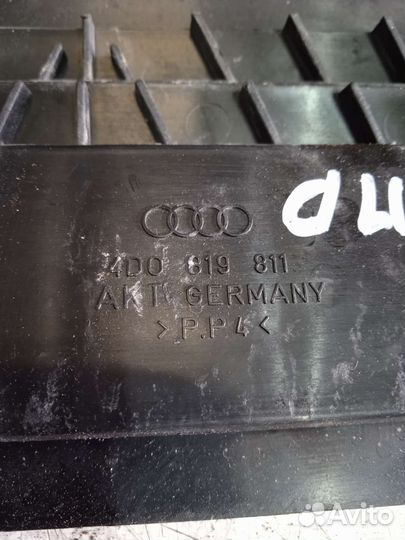 4D0 819 811
AKT GERMANY
>P.P4<
Avito